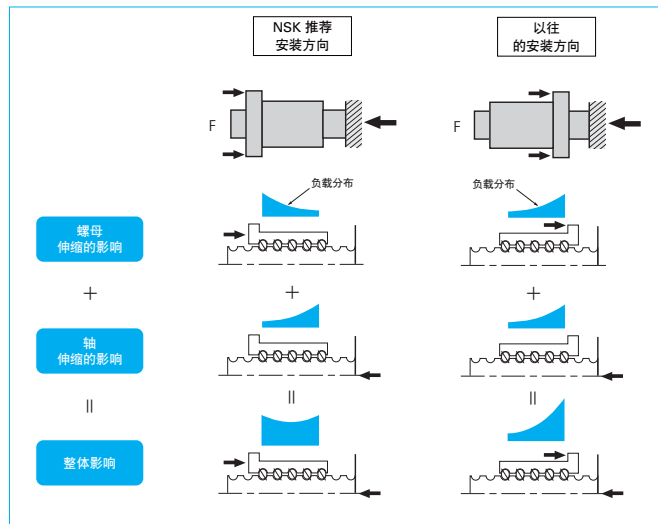 NSK 推荐
安装方向
以往
的安装方向
F
F
负载分布
负载分布
螺母
伸缩的影响
+
+
+
轴
伸缩的影响
=
=
=
整体影响